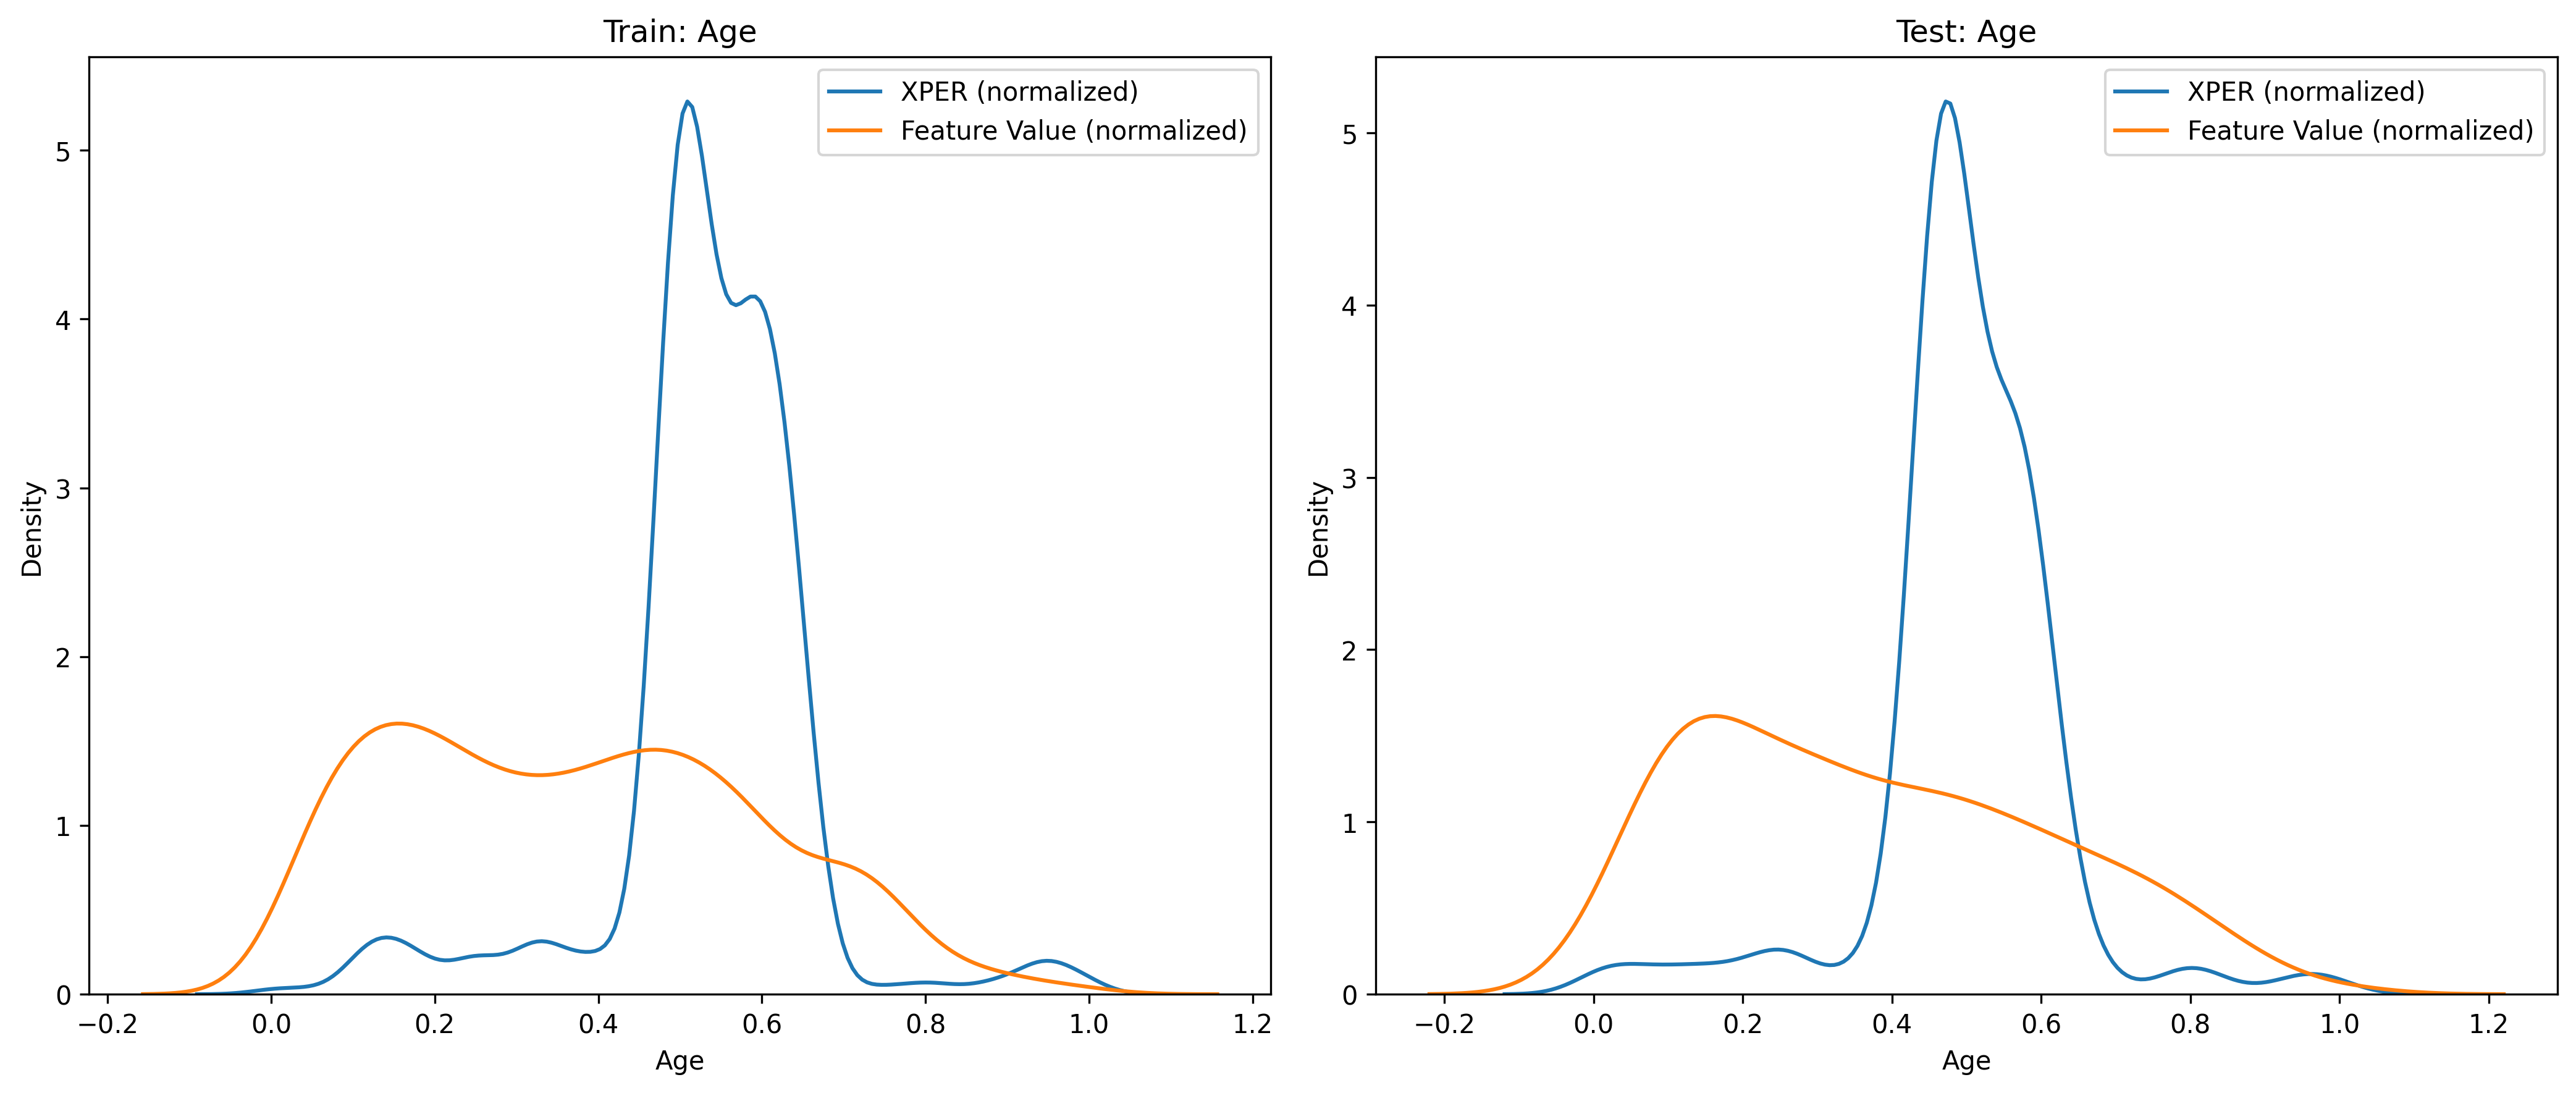 Train: Age
XPER (normalized)
Feature Value (normalized)
Density
5
4
3
2
1
0
−0.2 0.0 0.2 0.4 0.6 0.8 1.0 1.2
Age
Test: Age
XPER (normalized)
Feature Value (normalized)
Density
5
4
3
2
1
0
−0.2 0.0 0.2 0.4 0.6 0.8 1.0 1.2
Age